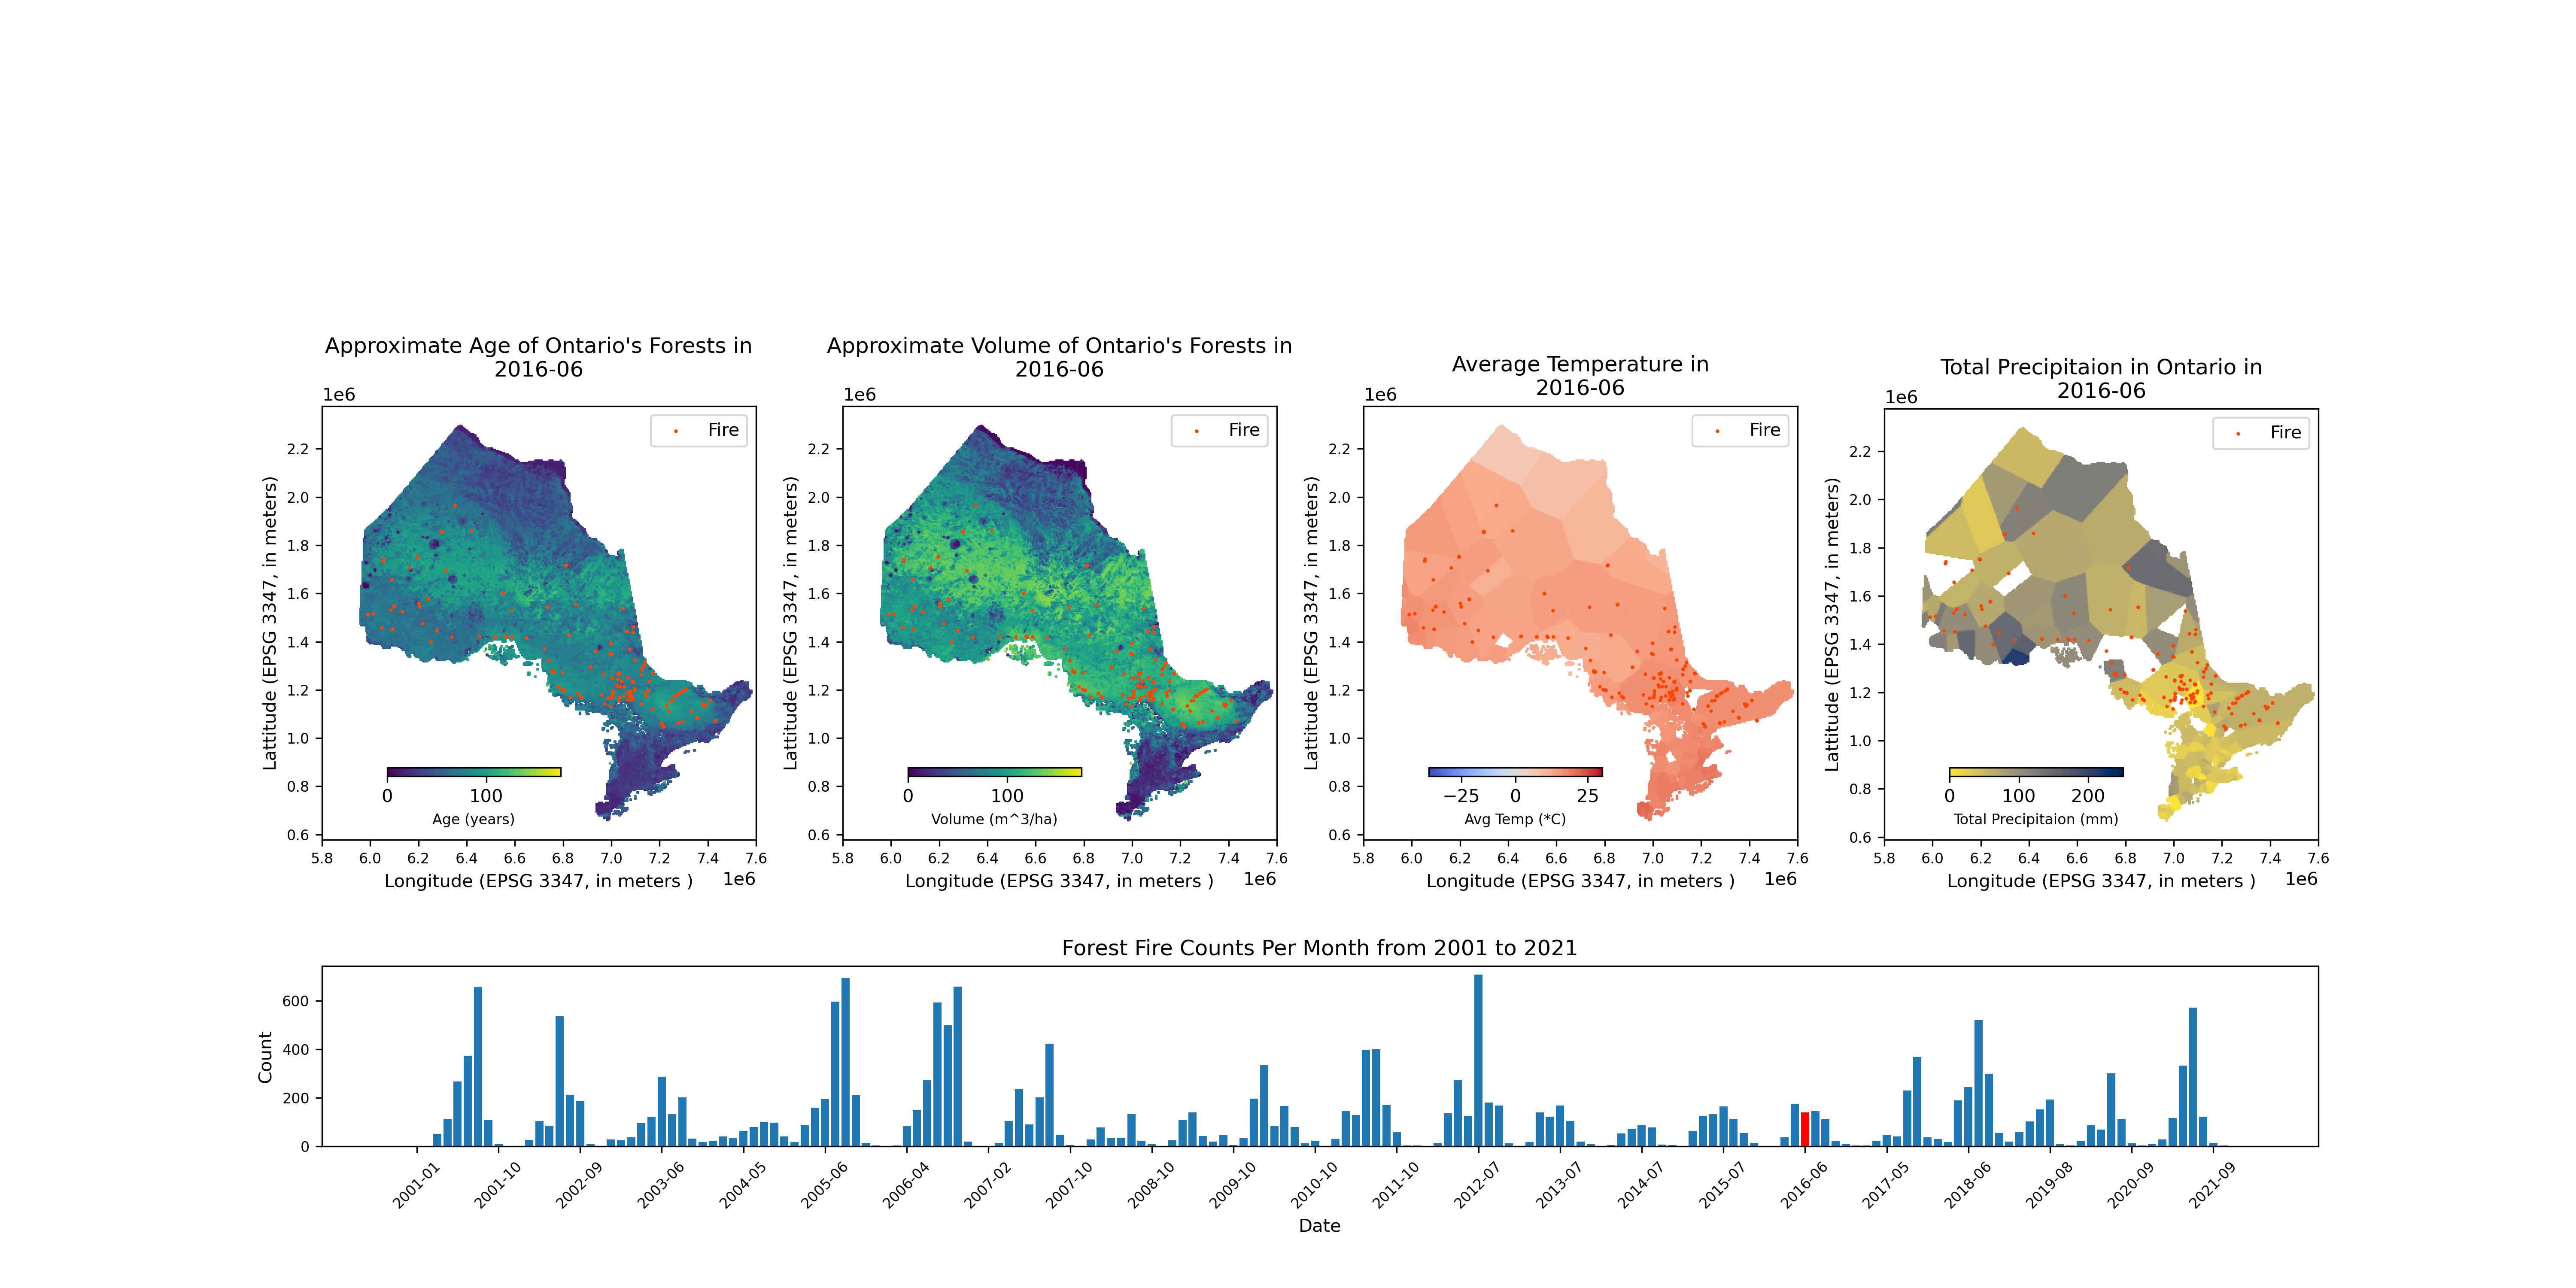 Approximate Age of Ontario's Forests in
2016-06
1e6
Fire
2.2
2.0
1.8
1.6
1.4
1.2
1.0
0.8
0.6
Lattitude (EPSG 3347, in meters)
0 100
Age (years)
5.8 6.0 6.2 6.4 6.6 6.8 7.0 7.2 7.4 7.6
Longitude (EPSG 3347, in meters )
1e6
Approximate Volume of Ontario's Forests in
2016-06
1e6
Fire
2.2
2.0
1.8
1.6
1.4
1.2
1.0
0.8
0.6
Lattitude (EPSG 3347, in meters)
0 100
Volume (m^3/ha)
5.8 6.0 6.2 6.4 6.6 6.8 7.0 7.2 7.4 7.6
Longitude (EPSG 3347, in meters )
1e6
Average Temperature in
2016-06
1e6
Fire
2.2
2.0
1.8
1.6
1.4
1.2
1.0
0.8
0.6
Lattitude (EPSG 3347, in meters)
−25 0 25
Avg Temp (*C)
5.8 6.0 6.2 6.4 6.6 6.8 7.0 7.2 7.4 7.6
Longitude (EPSG 3347, in meters )
1e6
Total Precipitaion in Ontario in
2016-06
1e6
Fire
2.2
2.0
1.8
1.6
1.4
1.2
1.0
0.8
0.6
Lattitude (EPSG 3347, in meters)
0 100 200
Total Precipitaion (mm)
5.8 6.0 6.2 6.4 6.6 6.8 7.0 7.2 7.4 7.6
Longitude (EPSG 3347, in meters )
1e6
Forest Fire Counts Per Month from 2001 to 2021
600
400
200
0
Count
2001-01 2001-10 2002-09 2003-06 2004-05 2005-06 2006-04 2007-02 2007-10 2008-10 2009-10 2010-10 2011-10 2012-07 2013-07 2014-07 2015-07 2016-06 2017-05 2018-06 2019-08 2020-09 2021-09
Date